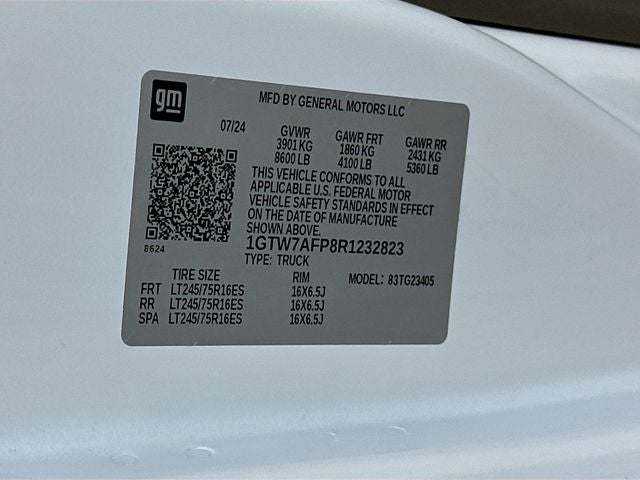 gm
MFD BY GENERAL MOTORS LLC
07/24 GVWR GAWR FRT GAWR RR
3901 KG 1860 KG 2431 KG
8600 LB 4100 LB 5360 LB
THIS VEHICLE CONFORMS TO ALL
APPLICABLE U.S. FEDERAL MOTOR
VEHICLE SAFETY STANDARDS IN EFFECT
ON THE DATE OF MANUFACTURE
SHOWN ABOVE.
8624
1GTW7AFP8R1232823
TYPE: TRUCK
TIRE SIZE RIM MODEL: 83TG23405
FRT LT245/75R16ES 16X6.5J
RR LT245/75R16ES 16X6.5J
SPA LT245/75R16ES 16X6.5J